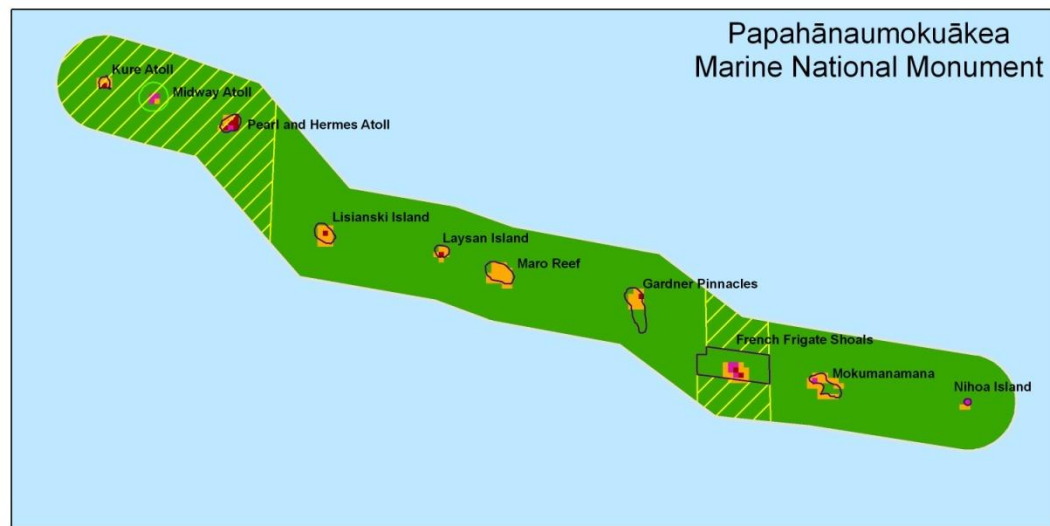 Papahānaumokuākea
Marine National Monument
Kure Atoll
Midway Atoll
Pearl and Hermes Atoll
Lisianski Island
Laysan Island
Maro Reef
Gardner Pinnacles
French Frigate Shoals
Mokumanamana
Nihoa Island